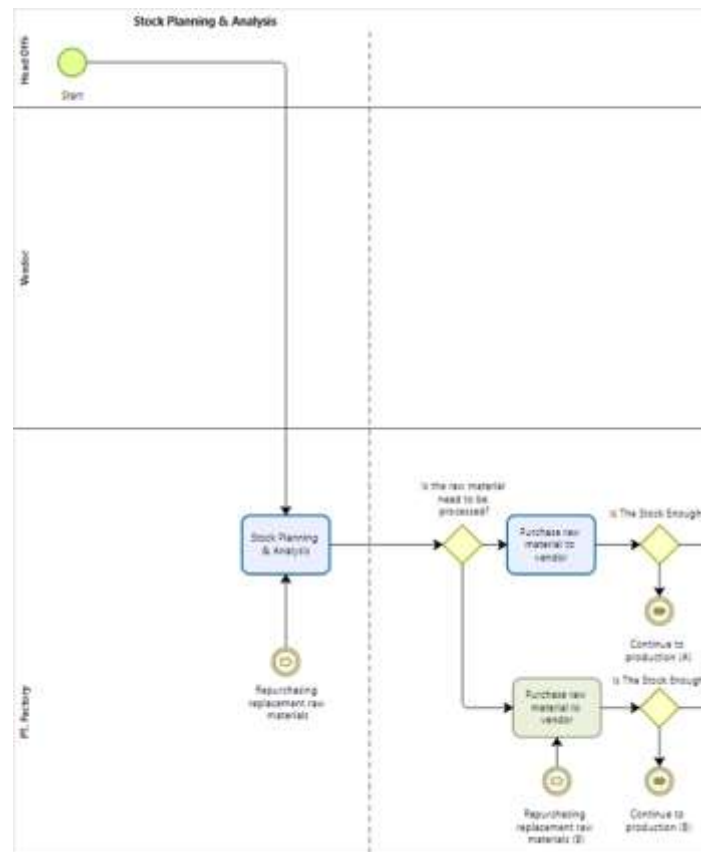 Stock Planning & Analysis
Head Offi
Start
Vendor
PT. Factory
Stock Planning
& Analysis
Repurchasing
replacement raw
materials
Is the raw material
need to be
processed?
Purchase raw
material to
vendor
Is The Stock Enough
Continue to
production (A)
Purchase raw
material to
vendor
Is The Stock Enough
Repurchasing
replacement raw
materials (B)
Continue to
production (B)